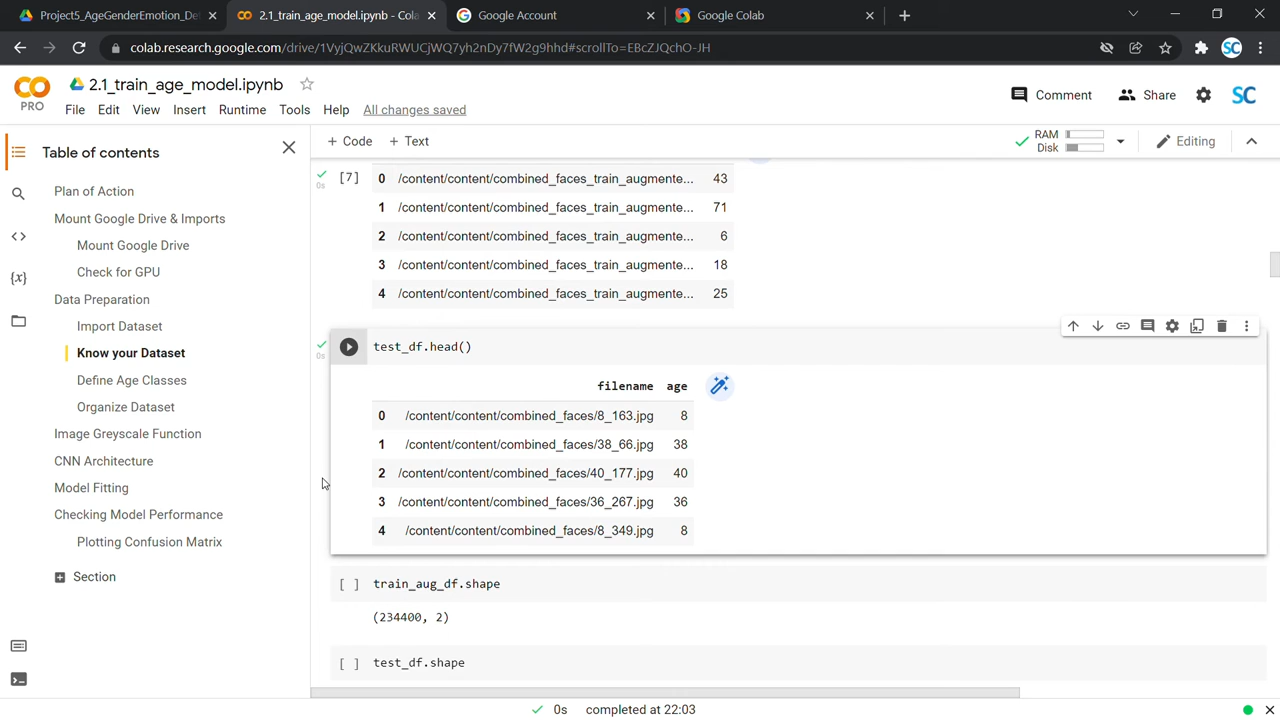 Project5_AgeGenderEmotion_De
2.1_train_age_model.ipynb - Cola
Google Account
Google Colab
colab.research.google.com/drive/1VyjQwZKkuRWUCjWQ7yh2nDy7fW2g9hhd#scrollTo=EBcZJQchO-JH
SC
PRO
2.1_train_age_model.ipynb
File Edit View Insert Runtime Tools Help All changes saved
Comment
Share
SC
+ Code + Text
RAM
Disk
Editing
Table of contents
Plan of Action
Mount Google Drive & Imports
Mount Google Drive
Check for GPU
Data Preparation
Import Dataset
Know your Dataset
Define Age Classes
Organize Dataset
Image Greyscale Function
CNN Architecture
Model Fitting
Checking Model Performance
Plotting Confusion Matrix
Section
{x}
0s
[7]
0 /content/content/combined_faces_train_augmente... 43
1 /content/content/combined_faces_train_augmente... 71
2 /content/content/combined_faces_train_augmente... 6
3 /content/content/combined_faces_train_augmente... 18
4 /content/content/combined_faces_train_augmente... 25
0s
test_df.head()
filename age
0 /content/content/combined_faces/8_163.jpg 8
1 /content/content/combined_faces/38_66.jpg 38
2 /content/content/combined_faces/40_177.jpg 40
3 /content/content/combined_faces/36_267.jpg 36
4 /content/content/combined_faces/8_349.jpg 8
[ ] train_aug_df.shape
(234400, 2)
[ ] test_df.shape
0s completed at 22:03